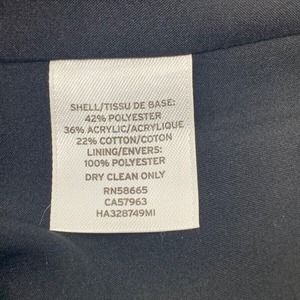 SHELL/TISSU DE BASE:
42% POLYESTER
36% ACRYLIC/ACRYLIQUE
22% COTTON/COTON
LINING/ENVERS:
100% POLYESTER
DRY CLEAN ONLY
RN58665
CA57963
HA328749MI